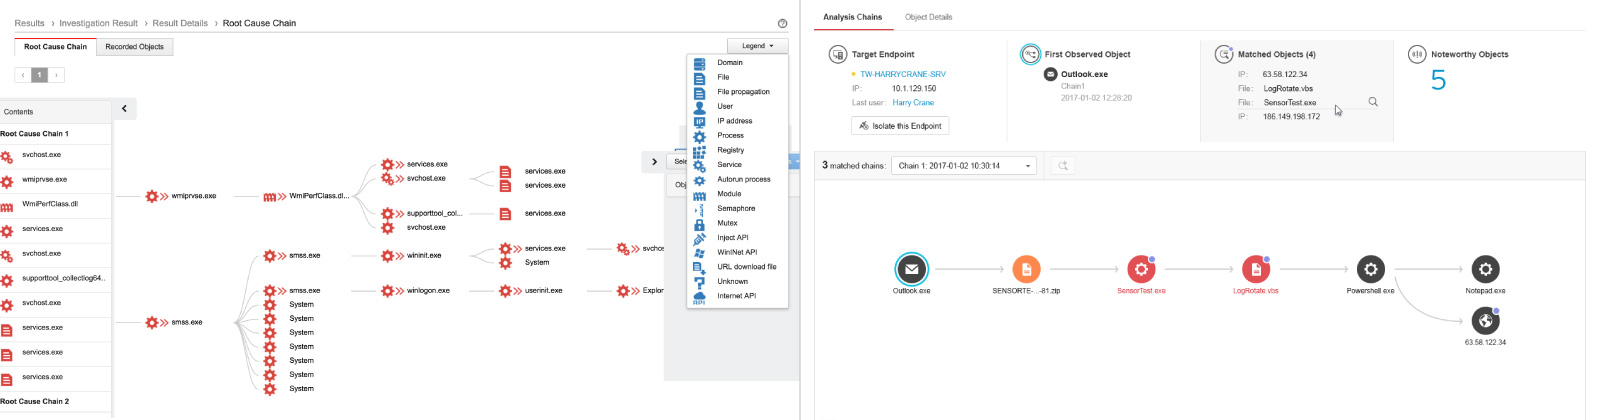 Results › Investigation Result › Result Details › Root Cause Chain
Root Cause Chain
Recorded Objects
Legend
‹ 1 ›
Contents
Root Cause Chain 1
svchost.exe
wmiprvse.exe
WmiPerfClass.dll
services.exe
svchost.exe
supporttool_collectlog64..
svchost.exe
services.exe
services.exe
services.exe
Root Cause Chain 2
wmiprvse.exe
WmiPerfClass.dl...
services.exe
svchost.exe
services.exe
services.exe
supporttool_col...
services.exe
svchost.exe
smss.exe
smss.exe
wininit.exe
services.exe
System
svchos
smss.exe
winlogon.exe
userinit.exe
Explor
System
System
System
System
System
System
System
Sele
Obj
Domain
File
File propagation
User
IP address
Process
Registry
Service
Autorun process
Module
Semaphore
Mutex
Inject API
WinINet API
URL download file
Unknown
Internet API
Analysis Chains
Object Details
Target Endpoint
TW-HARRYCRANE-SRV
IP: 10.1.129.150
Last user: Harry Crane
Isolate this Endpoint
First Observed Object
Outlook.exe
Chain1
2017-01-02 12:28:20
Matched Objects (4)
IP: 63.58.122.34
File: LogRotate.vbs
File: SensorTest.exe
IP: 186.149.198.172
Noteworthy Objects
5
3 matched chains:
Chain 1: 2017-01-02 10:30:14
Outlook.exe
SENSORTE-...-81.zip
SensorTest.exe
LogRotate.vbs
Powershell.exe
Notepad.exe
63.58.122.34